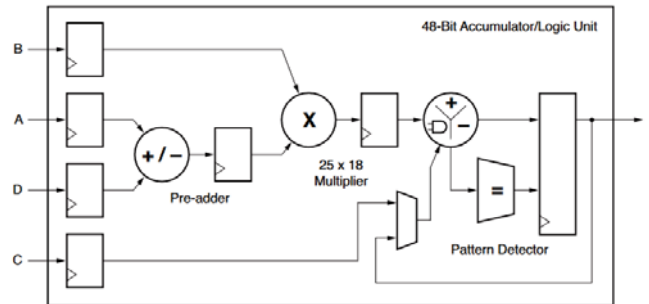 48-Bit Accumulator/Logic Unit
B
A
X
+
−
+/−
=
D
25 x 18
Multiplier
Pre-adder
Pattern Detector
C